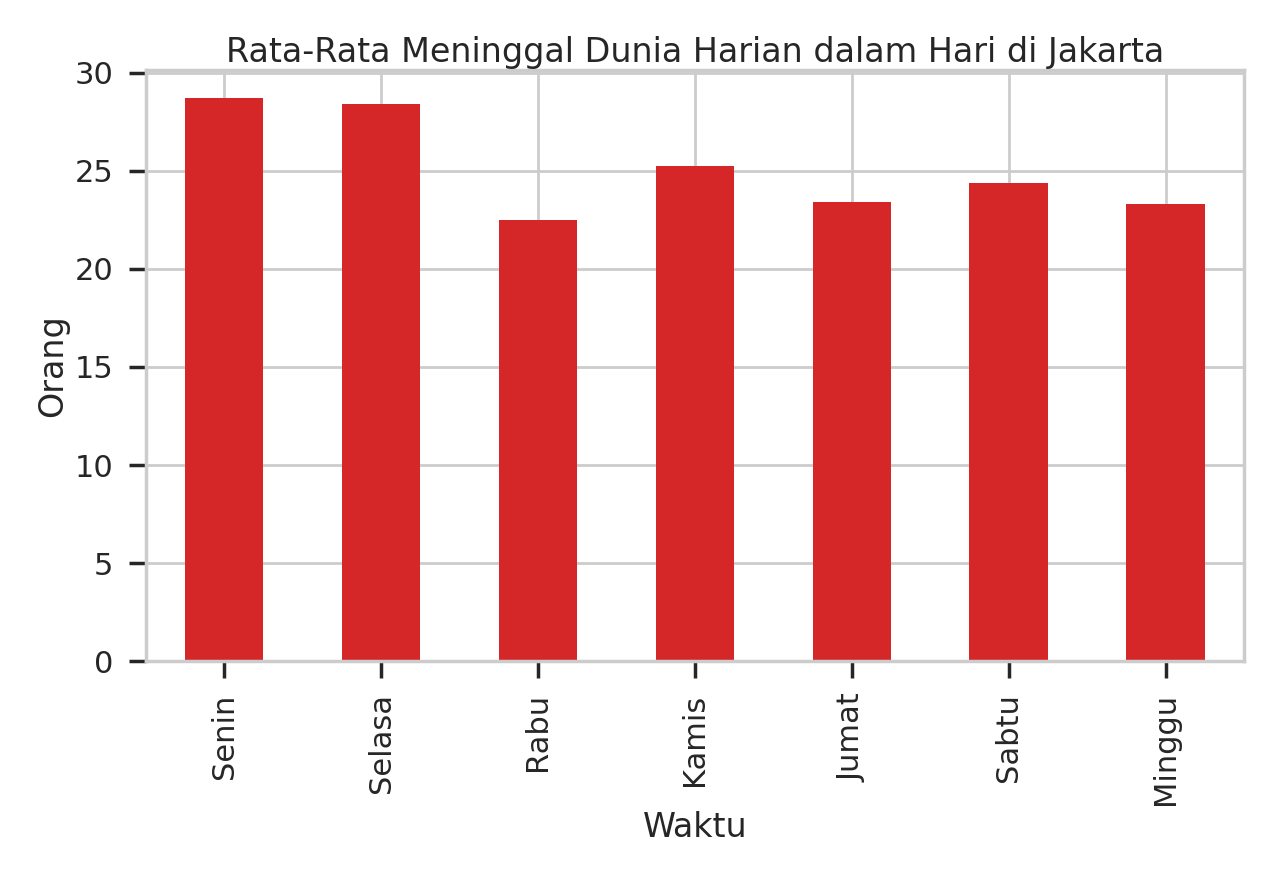 Rata-Rata Meninggal Dunia Harian dalam Hari di Jakarta
30
25
20
15
10
5
0
Orang
Senin
Selasa
Rabu
Kamis
Jumat
Sabtu
Minggu
Waktu